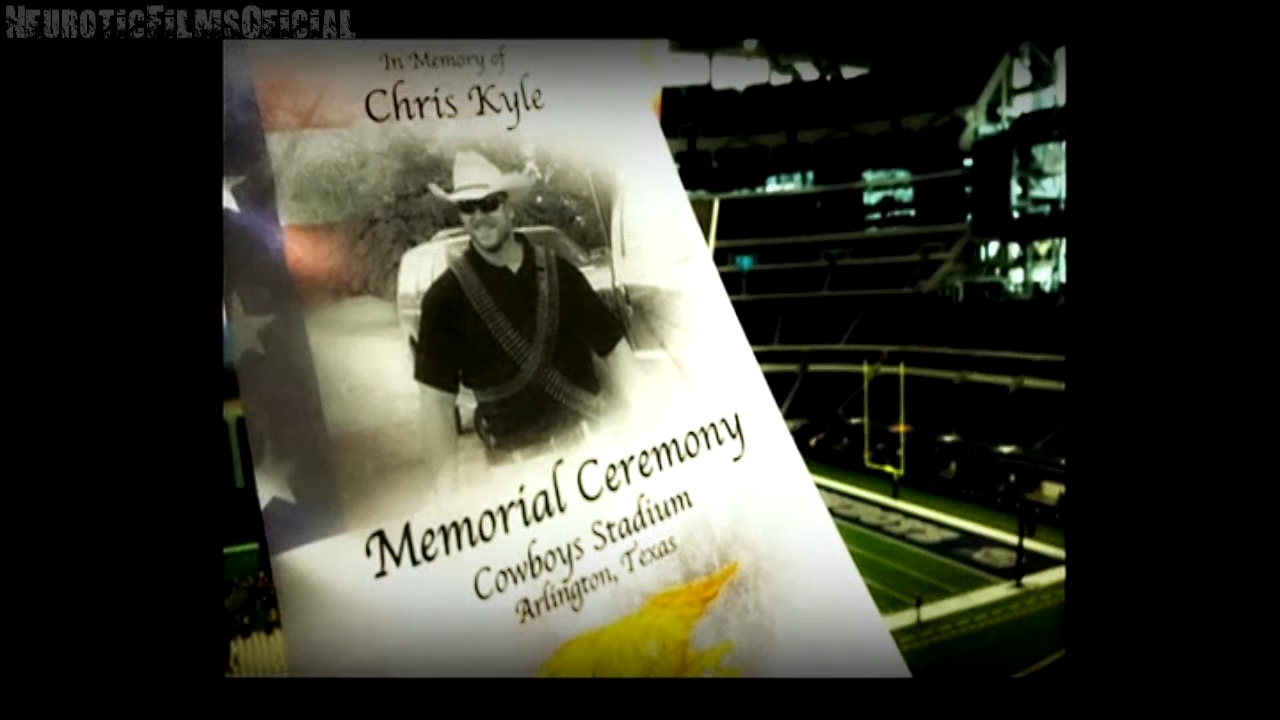 NeuroticFilmsOficial
In Memory of
Chris Kyle
Memorial Ceremony
Cowboys Stadium
Arlington, Texas